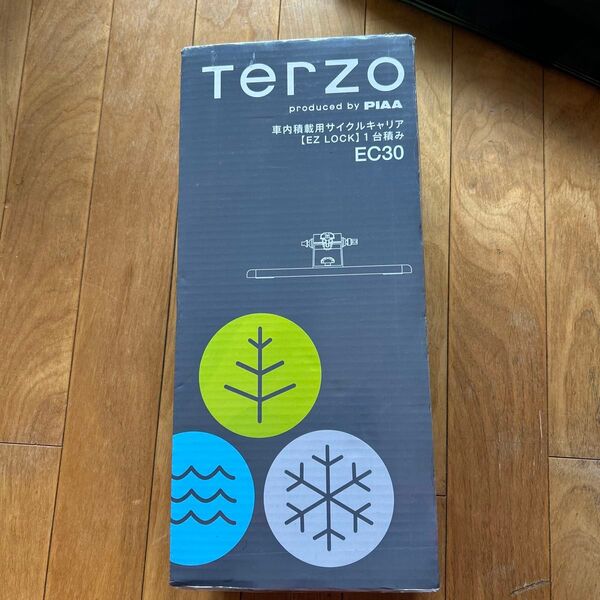 Terzo
produced by PIAA
車内積載用サイクルキャリア
【EZ LOCK】1台積み
EC30